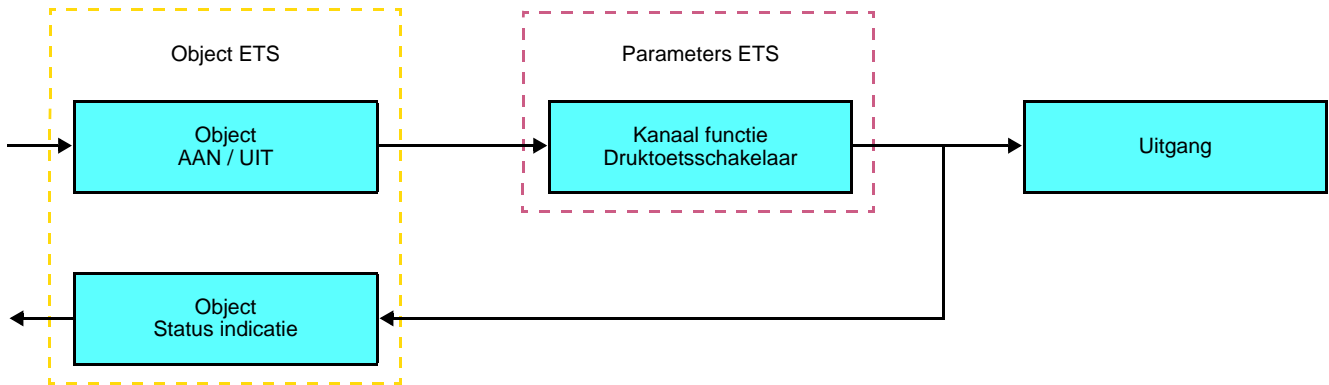 Object ETS
Parameters ETS
Object
AAN / UIT
Kanaal functie
Druktoetsschakelaar
Uitgang
Object
Status indicatie